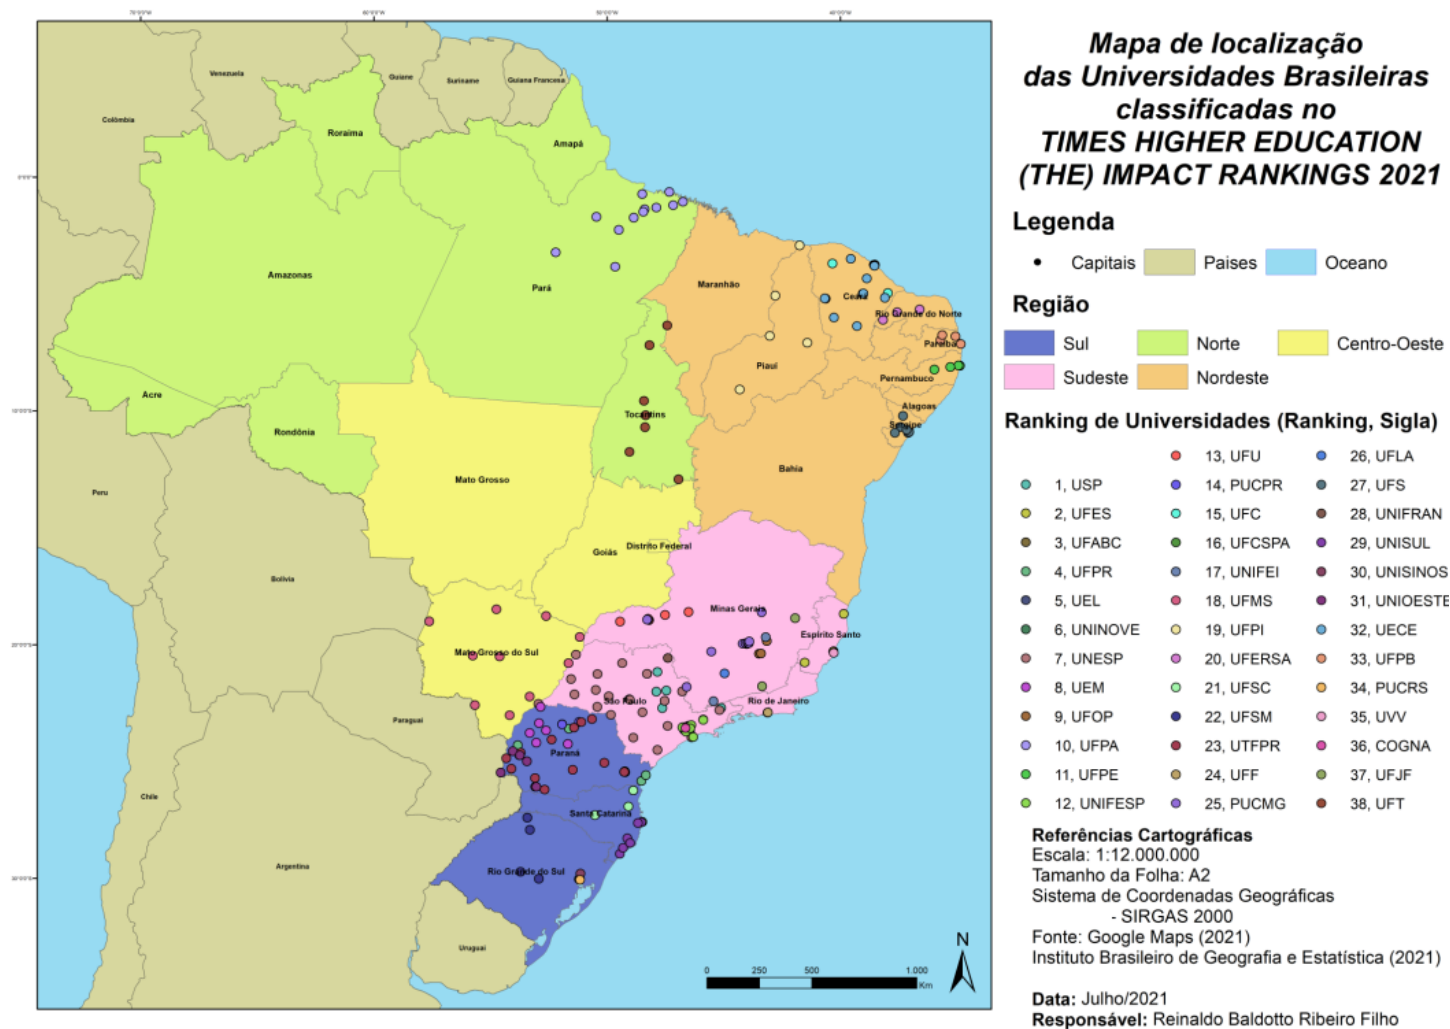 Mapa de localização
das Universidades Brasileiras
classificadas no
TIMES HIGHER EDUCATION
(THE) IMPACT RANKINGS 2021
Legenda
Capitais Paises Oceano
Região
Sul Norte Centro-Oeste
Sudeste Nordeste
Ranking de Universidades (Ranking, Sigla)
1, USP
2, UFES
3, UFABC
4, UFPR
5, UEL
6, UNINOVE
7, UNESP
8, UEM
9, UFOP
10, UFPA
11, UFPE
12, UNIFESP
13, UFU
14, PUCPR
15, UFC
16, UFCSPA
17, UNIFEI
18, UFMS
19, UFPI
20, UFERSA
21, UFSC
22, UFSM
23, UTFPR
24, UFF
25, PUCMG
26, UFLA
27, UFS
28, UNIFRAN
29, UNISUL
30, UNISINOS
31, UNIOESTE
32, UECE
33, UFPB
34, PUCRS
35, UVV
36, COGNA
37, UFJF
38, UFT
Referências Cartográficas
Escala: 1:12.000.000
Tamanho da Folha: A2
Sistema de Coordenadas Geográficas
- SIRGAS 2000
Fonte: Google Maps (2021)
Instituto Brasileiro de Geografia e Estatística (2021)
Data: Julho/2021
Responsável: Reinaldo Baldotto Ribeiro Filho
Venezuela
Guiane
Suriname
Guiana Francesa
Colômbia
Roraima
Amapá
Amazonas
Pará
Maranhão
Ceará
Rio Grande do Norte
Paraíba
Piauí
Pernambuco
Acre
Alagoas
Tocantins
Sergipe
Rondônia
Bahia
Peru
Mato Grosso
Goiás
Distrito Federal
Bolívia
Minas Gerais
Espírito Santo
Mato Grosso do Sul
São Paulo
Rio de Janeiro
Paraguai
Paraná
Chile
Santa Catarina
Argentina
Rio Grande do Sul
Uruguai
N
0 250 500 1.000
Km